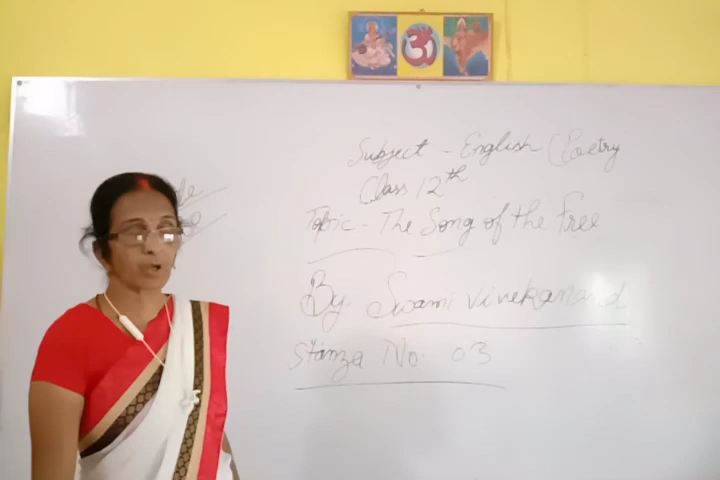 Subject - English (Poetry
Class 12th
Topic - The Song of the Free
By. Swami Vivekanand
Stanza No. 03
ॐ